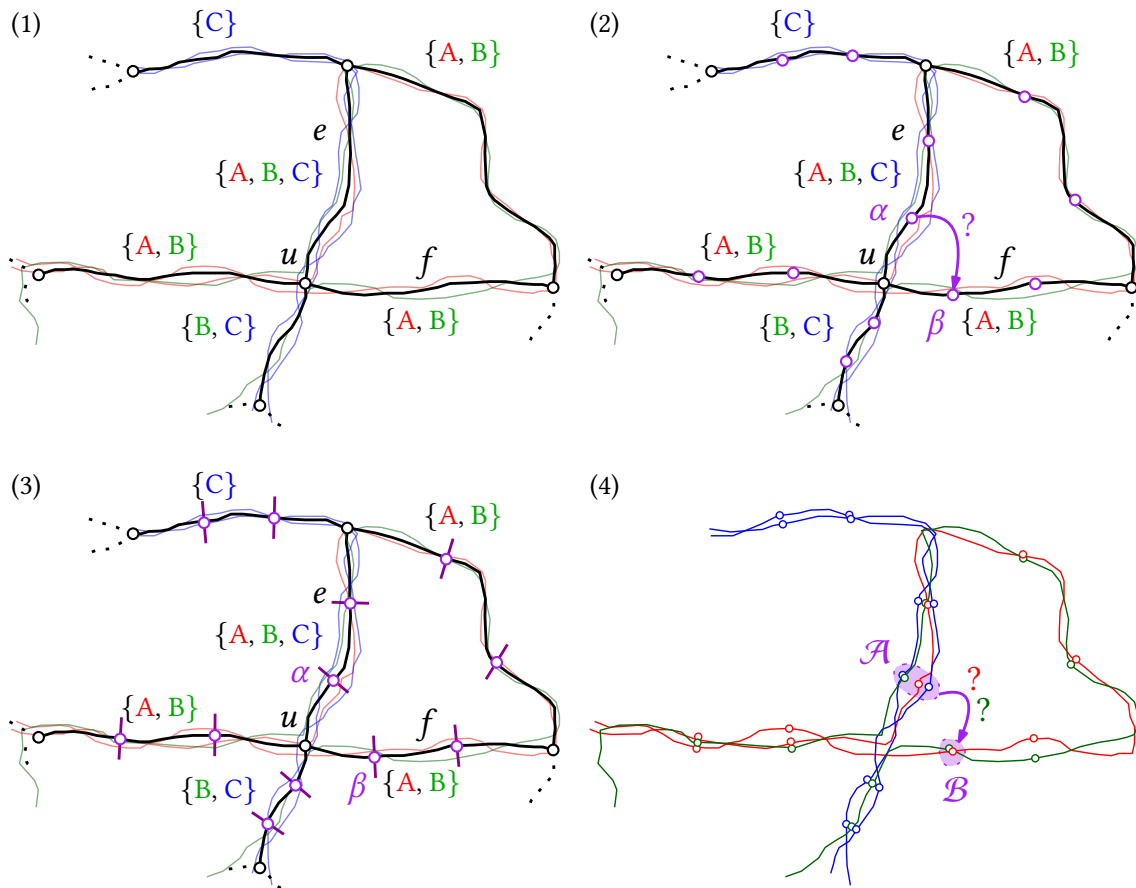 (1)
{C}
{A, B}
e
{A, B, C}
{A, B}
u
f
{B, C}
{A, B}
(2)
{C}
{A, B}
e
{A, B, C}
α
?
{A, B}
u
f
{B, C}
β
{A, B}
(3)
{C}
{A, B}
e
{A, B, C}
α
{A, B}
u
f
{B, C}
β
{A, B}
(4)
𝒜
?
?
ℬ